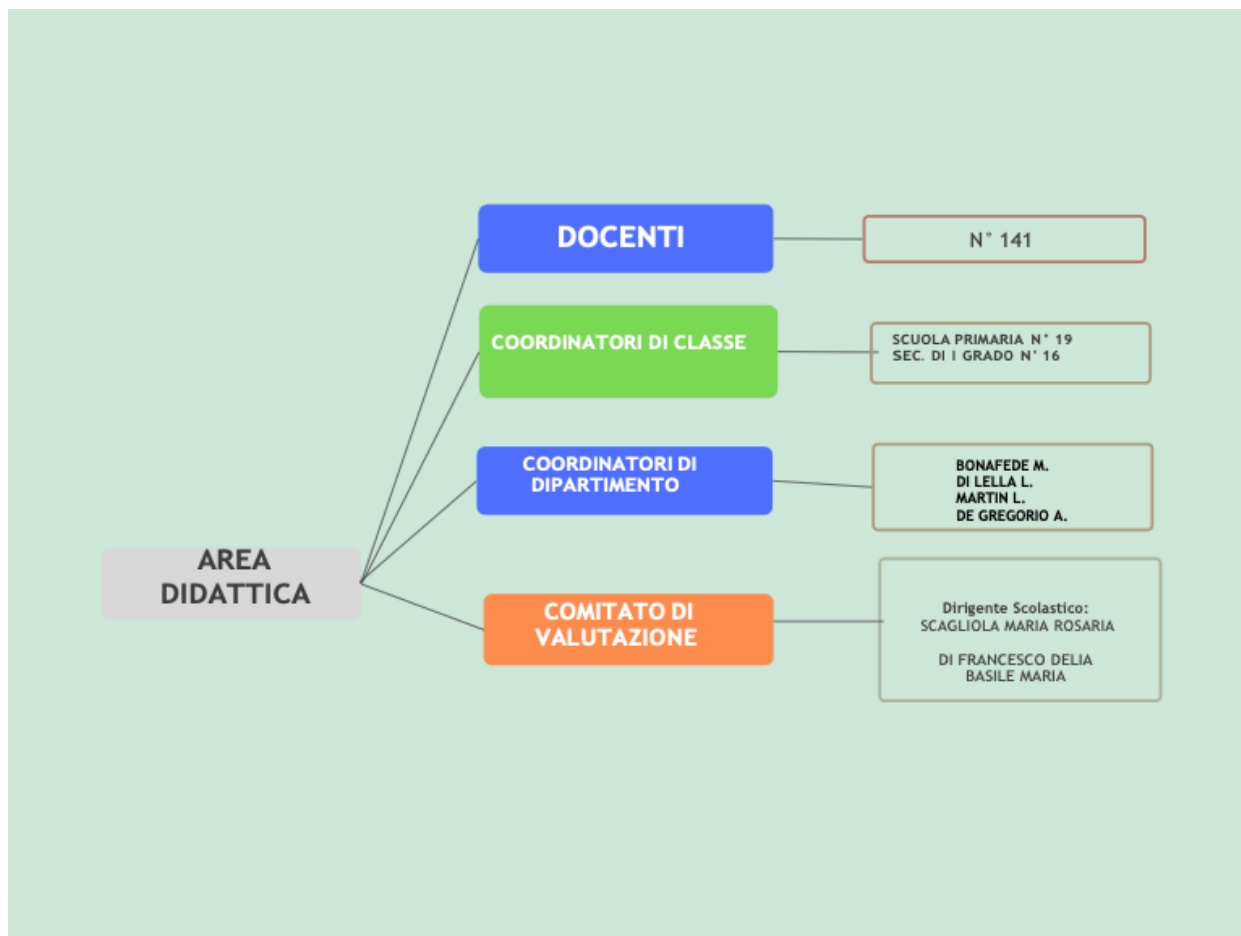 DOCENTI
N° 141
COORDINATORI DI CLASSE
SCUOLA PRIMARIA N° 19
SEC. DI I GRADO N° 16
COORDINATORI DI
DIPARTIMENTO
BONAFEDE M.
DI LELLA L.
MARTIN L.
DE GREGORIO A.
AREA
DIDATTICA
COMITATO DI
VALUTAZIONE
Dirigente Scolastico:
SCAGLIOLA MARIA ROSARIA
DI FRANCESCO DELIA
BASILE MARIA